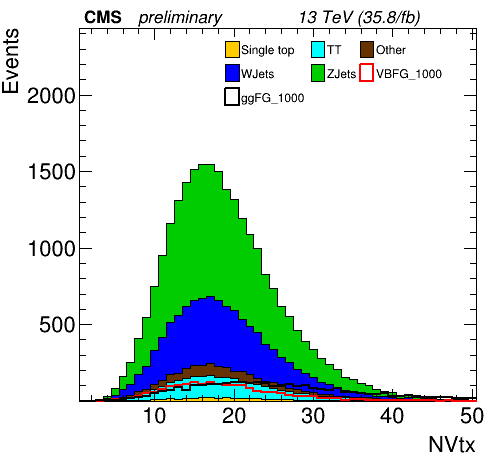 CMS preliminary 13 TeV (35.8/fb)
Events
Single top TT Other
WJets ZJets VBFG_1000
ggFG_1000
2000
1500
1000
500
10 20 30 40 50
NVtx